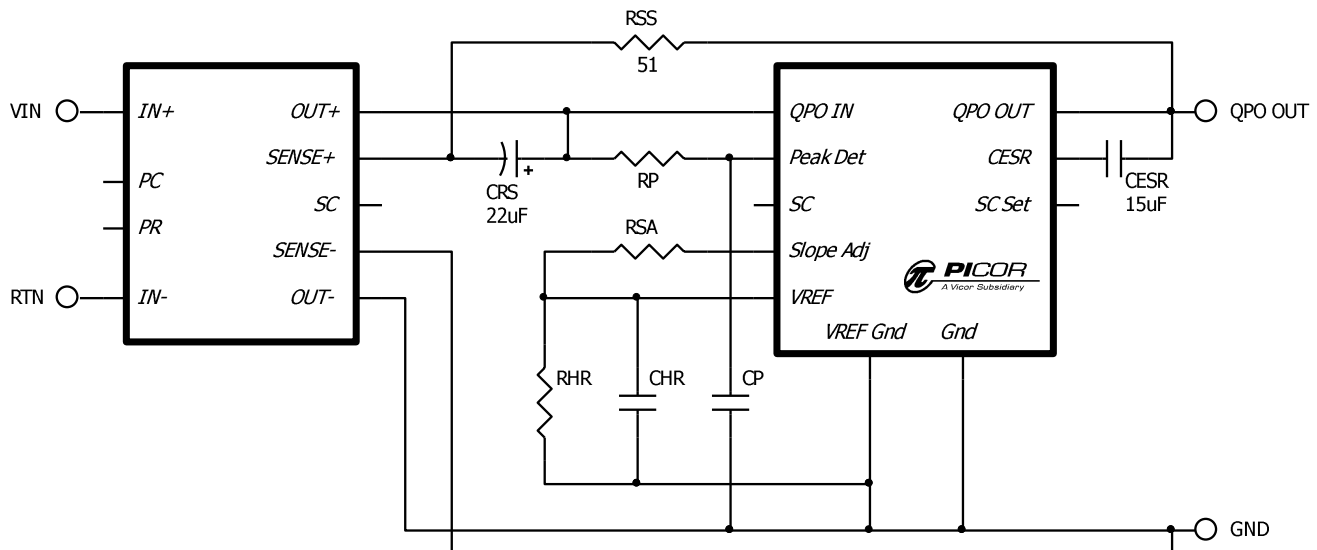 RSS
51
VIN
IN+
OUT+
QPO IN
QPO OUT
QPO OUT
SENSE+
Peak Det
CESR
PC
RP
CRS
22uF
CESR
15uF
SC
SC
SC Set
PR
RSA
SENSE-
Slope Adj
PICOR
A Vicor Subsidiary
RTN
IN-
OUT-
VREF
VREF Gnd
Gnd
RHR
CHR
CP
GND